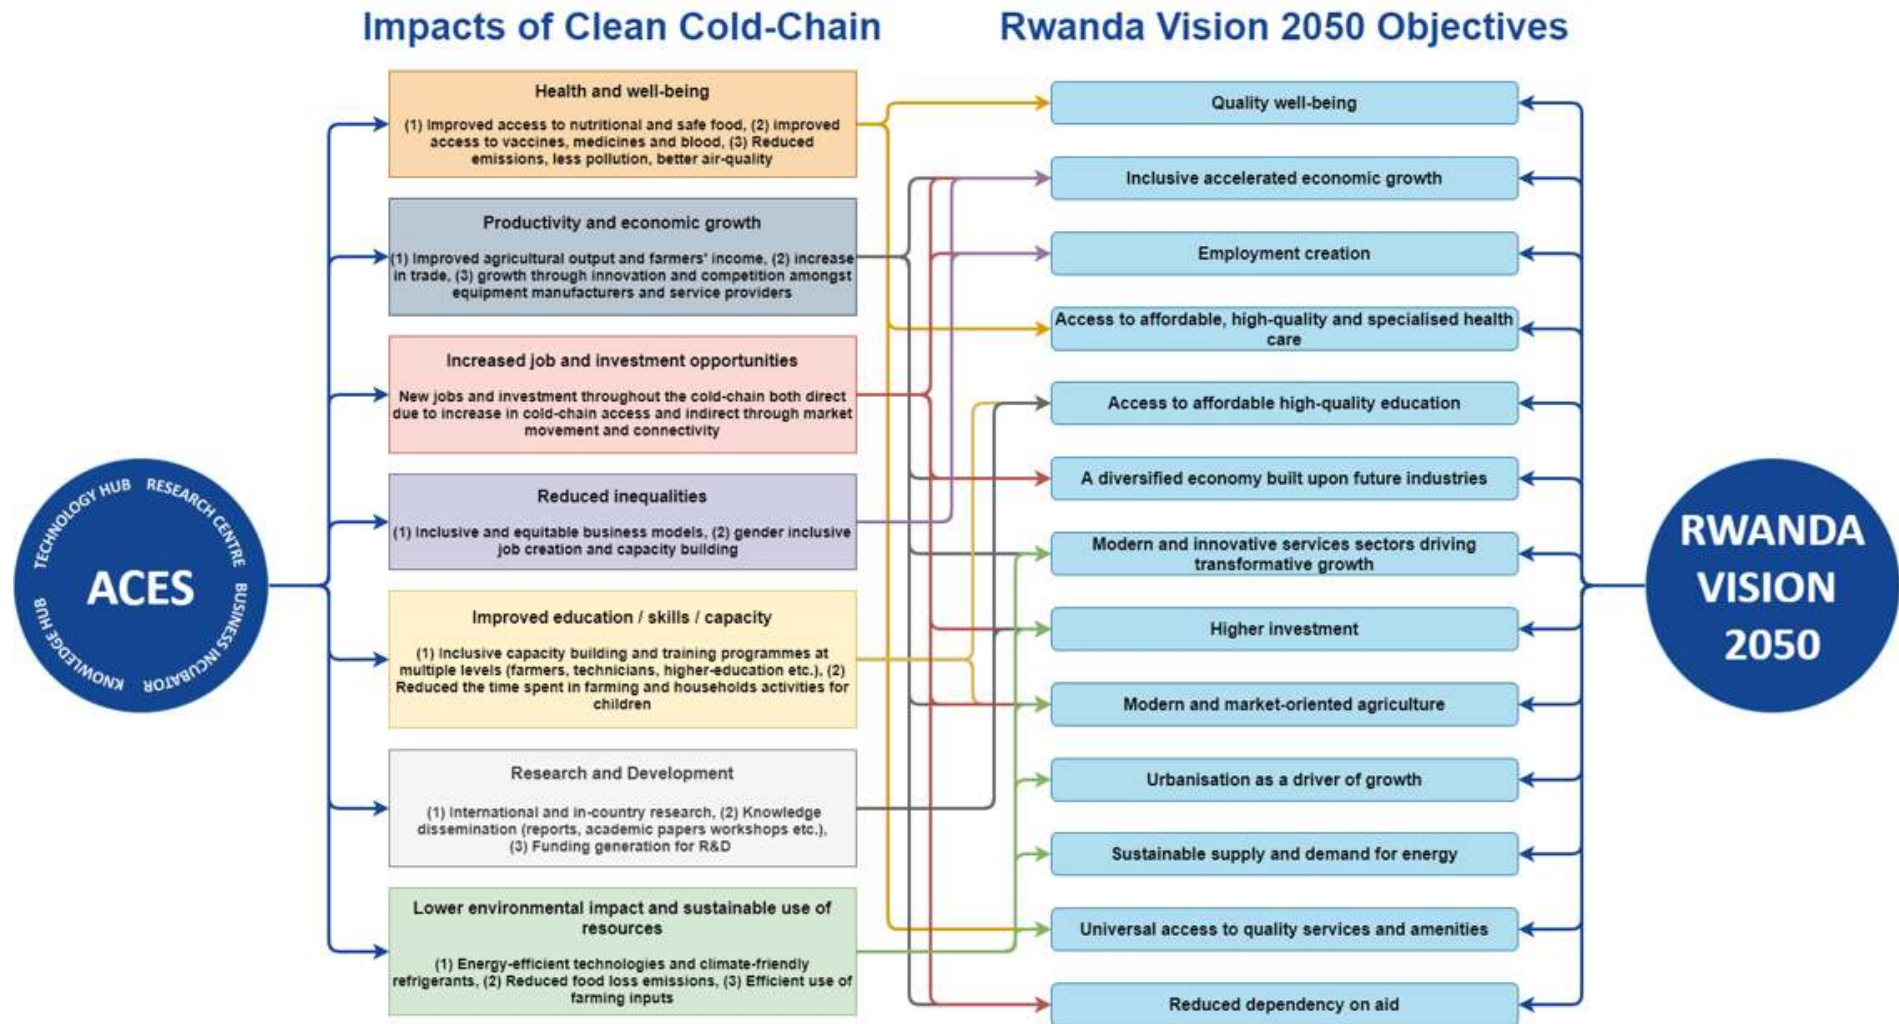 Impacts of Clean Cold-Chain
Rwanda Vision 2050 Objectives
TECHNOLOGY HUB
RESEARCH CENTRE
BUSINESS INCUBATOR
KNOWLEDGE HUB
ACES
Health and well-being
(1) Improved access to nutritional and safe food, (2) improved
access to vaccines, medicines and blood, (3) Reduced
emissions, less pollution, better air-quality
Productivity and economic growth
(1) Improved agricultural output and farmers' income, (2) increase
in trade, (3) growth through innovation and competition amongst
equipment manufacturers and service providers
Increased job and investment opportunities
New jobs and investment throughout the cold-chain both direct
due to increase in cold-chain access and indirect through market
movement and connectivity
Reduced inequalities
(1) Inclusive and equitable business models, (2) gender inclusive
job creation and capacity building
Improved education / skills / capacity
(1) Inclusive capacity building and training programmes at
multiple levels (farmers, technicians, higher-education etc.), (2)
Reduced the time spent in farming and households activities for
children
Research and Development
(1) International and in-country research, (2) Knowledge
dissemination (reports, academic papers workshops etc.),
(3) Funding generation for R&D
Lower environmental impact and sustainable use of
resources
(1) Energy-efficient technologies and climate-friendly
refrigerants, (2) Reduced food loss emissions, (3) Efficient use of
farming inputs
Quality well-being
Inclusive accelerated economic growth
Employment creation
Access to affordable, high-quality and specialised health
care
Access to affordable high-quality education
A diversified economy built upon future industries
Modern and innovative services sectors driving
transformative growth
Higher investment
Modern and market-oriented agriculture
Urbanisation as a driver of growth
Sustainable supply and demand for energy
Universal access to quality services and amenities
Reduced dependency on aid
RWANDA
VISION
2050